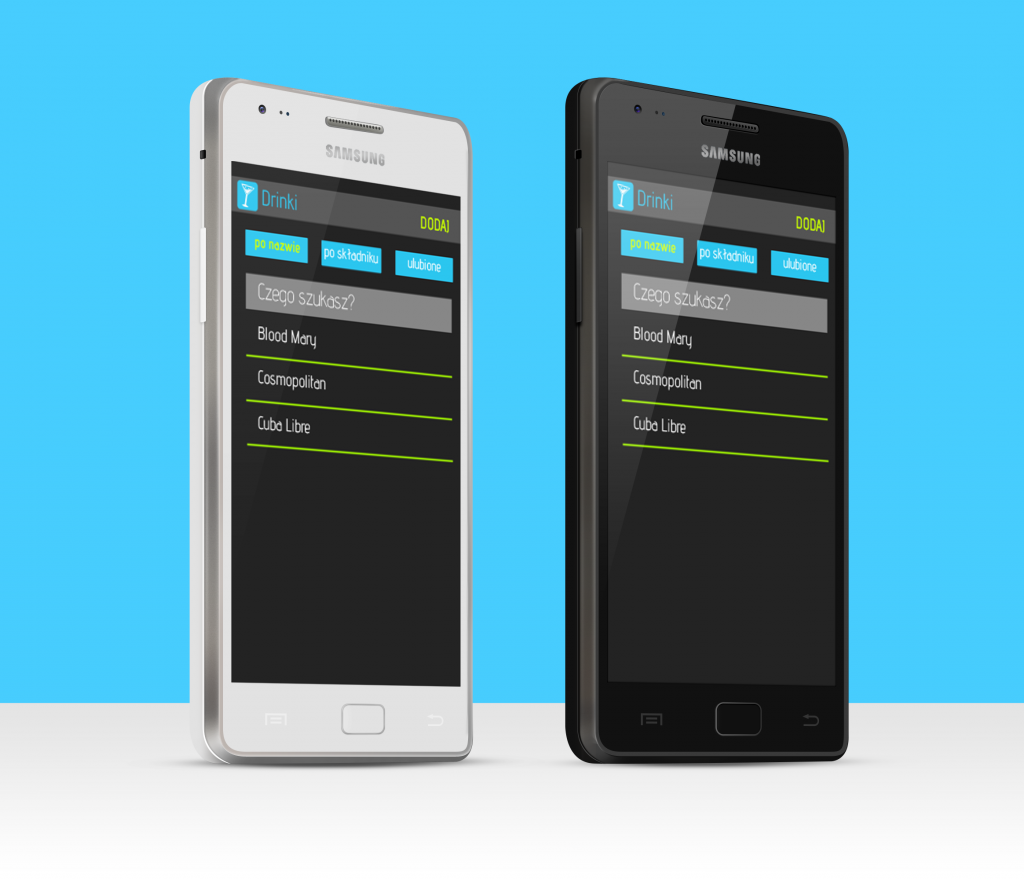 SAMSUNG
Drinki
DODAJ
po nazwie
po składniku
ulubione
Czego szukasz?
Blood Mary
Cosmopolitan
Cuba Libre
SAMSUNG
Drinki
DODAJ
po nazwie
po składniku
ulubione
Czego szukasz?
Blood Mary
Cosmopolitan
Cuba Libre